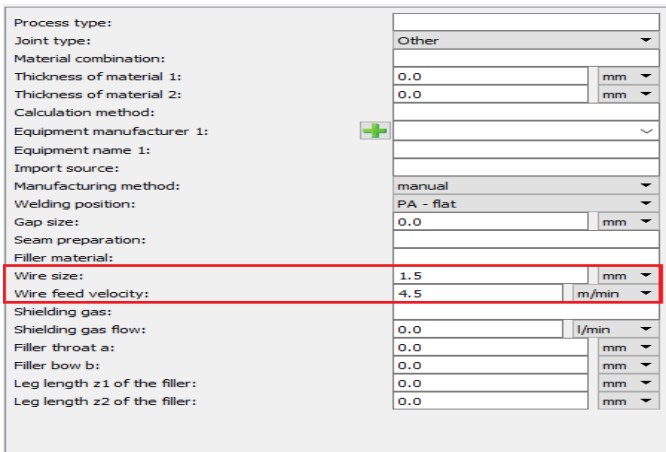 Process type:
Joint type: Other
Material combination:
Thickness of material 1: 0.0 mm
Thickness of material 2: 0.0 mm
Calculation method:
Equipment manufacturer 1:
Equipment name 1:
Import source:
Manufacturing method: manual
Welding position: PA - flat
Gap size: 0.0 mm
Seam preparation:
Filler material:
Wire size: 1.5 mm
Wire feed velocity: 4.5 m/min
Shielding gas:
Shielding gas flow: 0.0 l/min
Filler throat a: 0.0 mm
Filler bow b: 0.0 mm
Leg length z1 of the filler: 0.0 mm
Leg length z2 of the filler: 0.0 mm